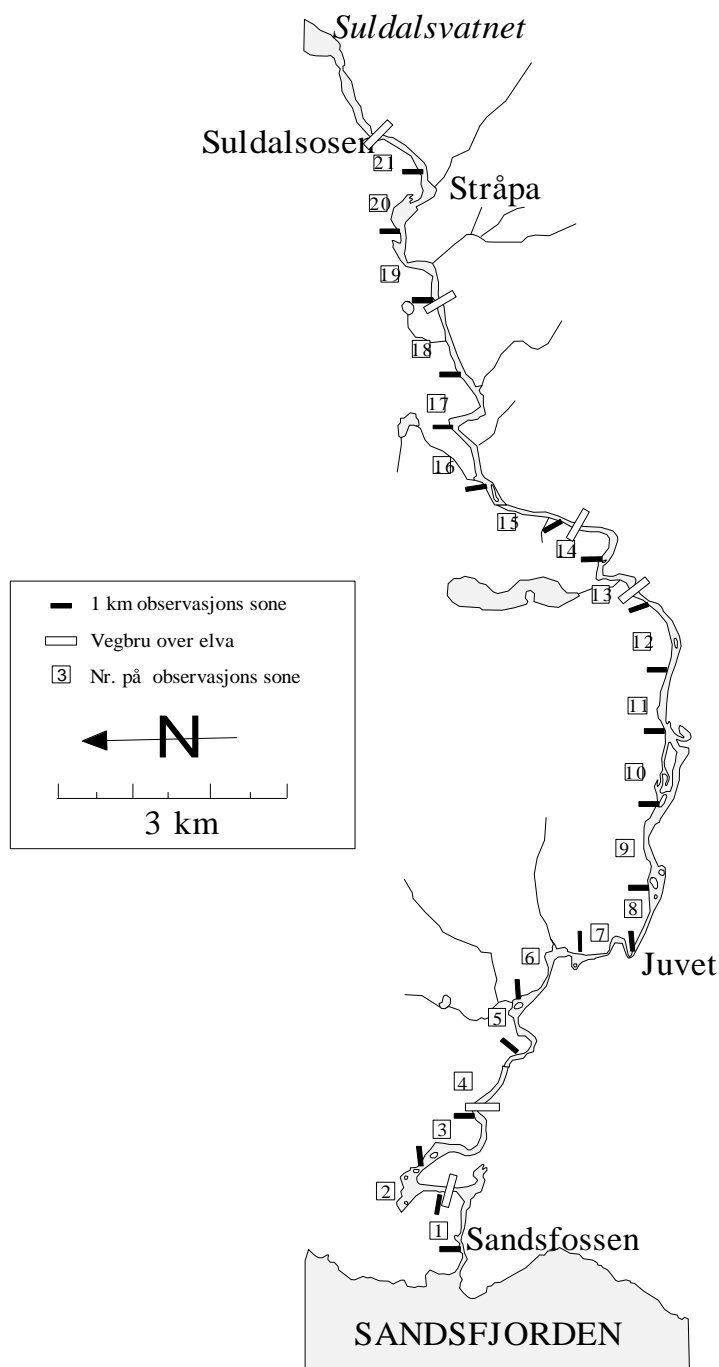 Suldalsvatnet
Suldalsosen
21
Stråpa
20
19
18
17
16
15
14
13
12
11
10
9
8
7
Juvet
6
5
4
3
2
1
Sandsfossen
SANDSFJORDEN
1 km observasjons sone
Vegbru over elva
3 Nr. på observasjons sone
N
3 km